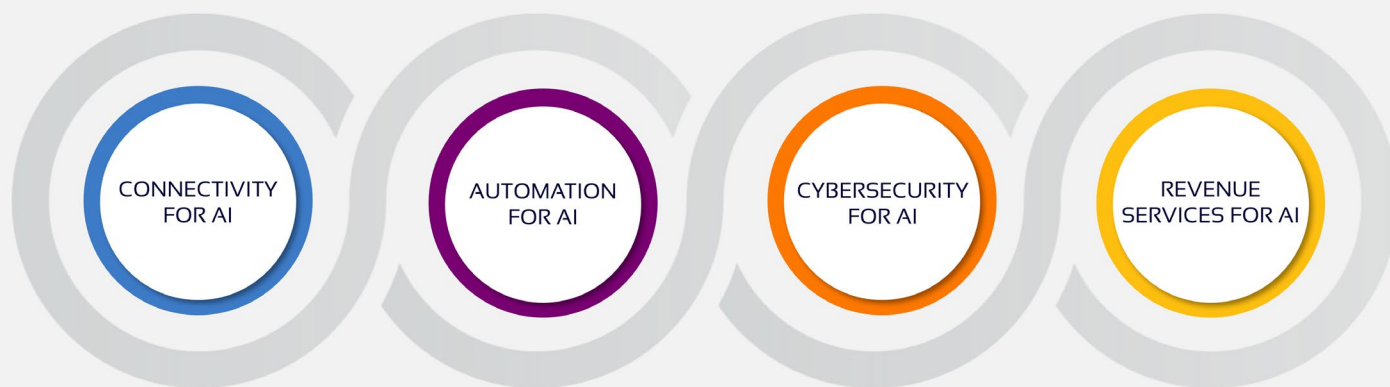 CONNECTIVITY
FOR AI
AUTOMATION
FOR AI
CYBERSECURITY
FOR AI
REVENUE
SERVICES FOR AI